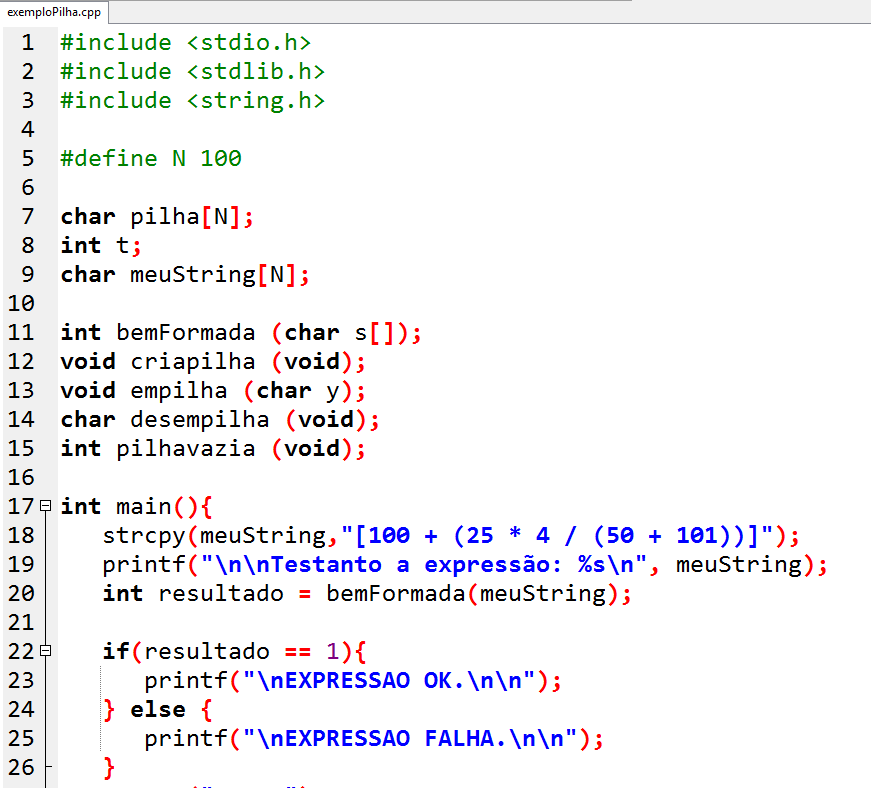 exemploPilha.cpp
1 #include <stdio.h>
2 #include <stdlib.h>
3 #include <string.h>
4
5 #define N 100
6
7 char pilha[N];
8 int t;
9 char meuString[N];
10
11 int bemFormada (char s[]);
12 void criapilha (void);
13 void empilha (char y);
14 char desempilha (void);
15 int pilhavazia (void);
16
17 int main(){
18 strcpy(meuString,"[100 + (25 * 4 / (50 + 101))]");
19 printf("\n\nTestanto a expressão: %s\n", meuString);
20 int resultado = bemFormada(meuString);
21
22 if(resultado == 1){
23 printf("\nEXPRESSAO OK.\n\n");
24 } else {
25 printf("\nEXPRESSAO FALHA.\n\n");
26 }